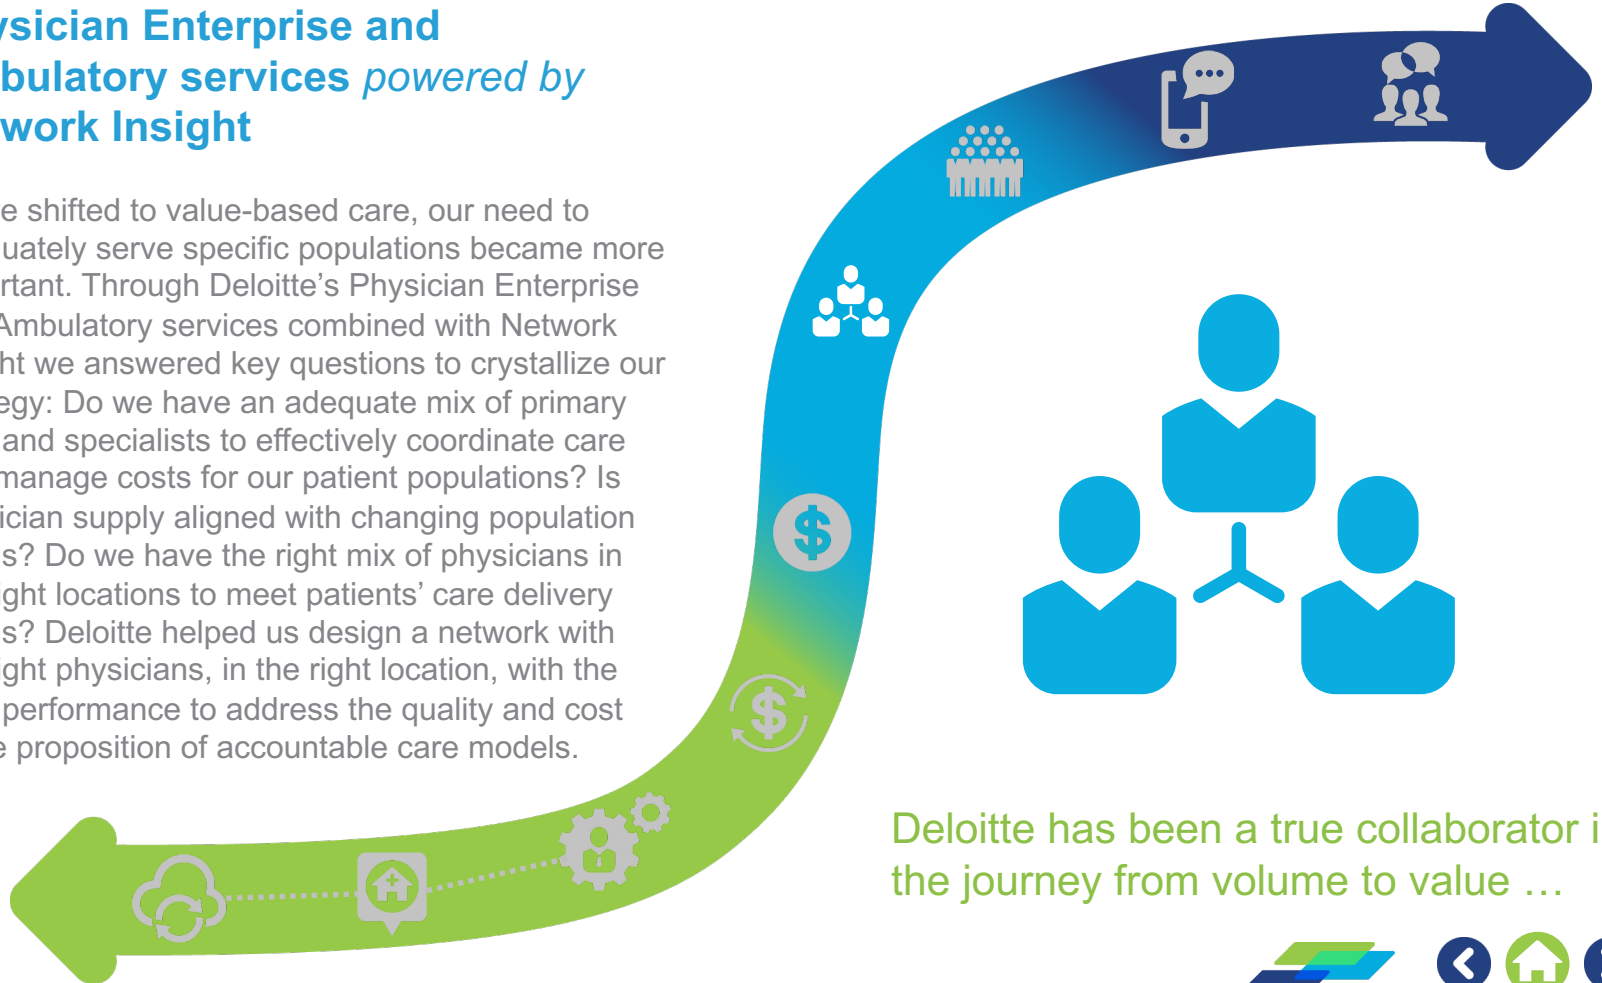 ysician Enterprise and
bulatory services powered by
work Insight
e shifted to value-based care, our need to
uately serve specific populations became more
rtant. Through Deloitte’s Physician Enterprise
Ambulatory services combined with Network
ht we answered key questions to crystallize our
egy: Do we have an adequate mix of primary
and specialists to effectively coordinate care
manage costs for our patient populations? Is
ician supply aligned with changing population
s? Do we have the right mix of physicians in
ight locations to meet patients’ care delivery
s? Deloitte helped us design a network with
ight physicians, in the right location, with the
performance to address the quality and cost
e proposition of accountable care models.
Deloitte has been a true collaborator i
the journey from volume to value …